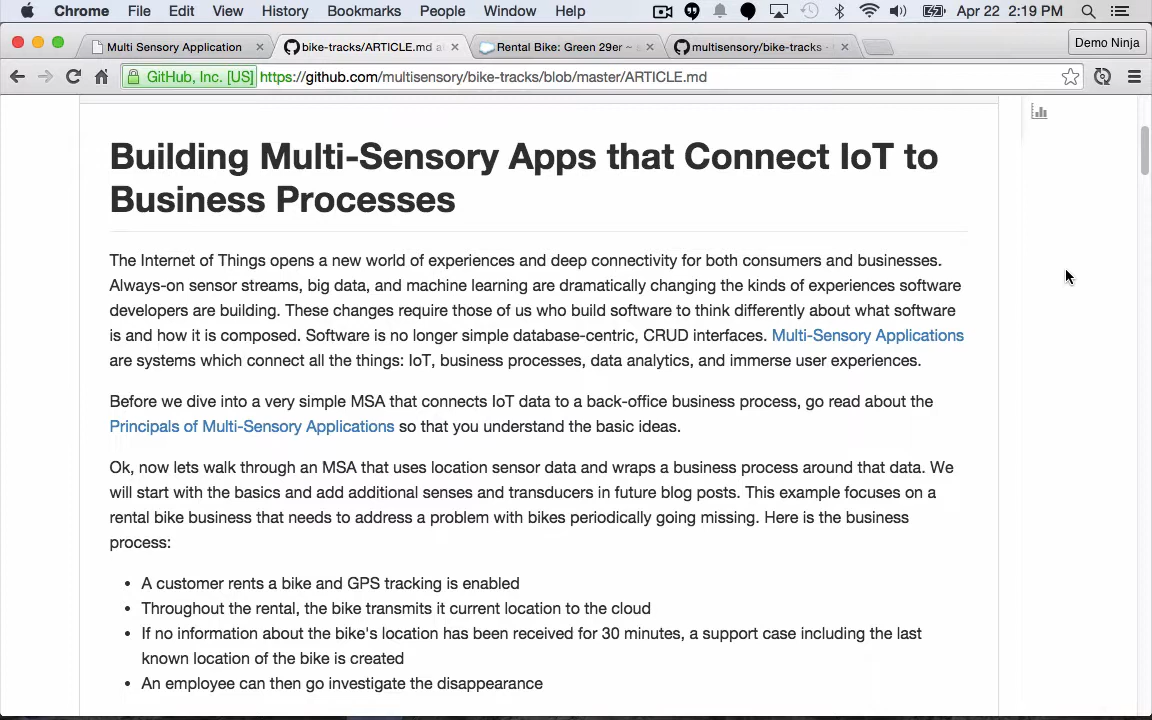 Chrome File Edit View History Bookmarks People Window Help Apr 22 2:19 PM
Multi Sensory Application bike-tracks/ARTICLE.md a Rental Bike: Green 29er ~ multisensory/bike-tracks · Demo Ninja
GitHub, Inc. [US] https://github.com/multisensory/bike-tracks/blob/master/ARTICLE.md
Building Multi-Sensory Apps that Connect IoT to
Business Processes
The Internet of Things opens a new world of experiences and deep connectivity for both consumers and businesses.
Always-on sensor streams, big data, and machine learning are dramatically changing the kinds of experiences software
developers are building. These changes require those of us who build software to think differently about what software
is and how it is composed. Software is no longer simple database-centric, CRUD interfaces. Multi-Sensory Applications
are systems which connect all the things: IoT, business processes, data analytics, and immerse user experiences.
Before we dive into a very simple MSA that connects IoT data to a back-office business process, go read about the
Principals of Multi-Sensory Applications so that you understand the basic ideas.
Ok, now lets walk through an MSA that uses location sensor data and wraps a business process around that data. We
will start with the basics and add additional senses and transducers in future blog posts. This example focuses on a
rental bike business that needs to address a problem with bikes periodically going missing. Here is the business
process:
• A customer rents a bike and GPS tracking is enabled
• Throughout the rental, the bike transmits it current location to the cloud
• If no information about the bike's location has been received for 30 minutes, a support case including the last
known location of the bike is created
• An employee can then go investigate the disappearance